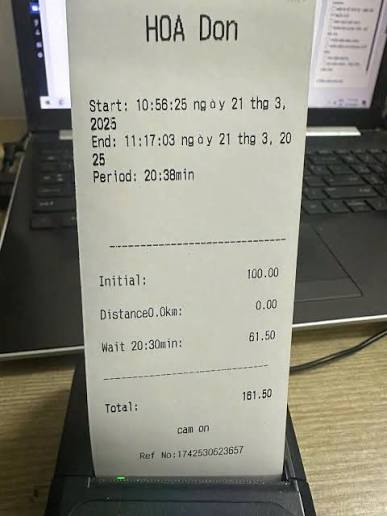 HOA Don
Start: 10:56:25 ngày 21 thg 3,
2025
End: 11:17:03 ngày 21 thg 3, 20
25
Period: 20:38min
Initial: 100.00
Distance0.0km: 0.00
Wait 20:30min: 61.50
Total: 161.50
cam on
Ref No:1742530623657